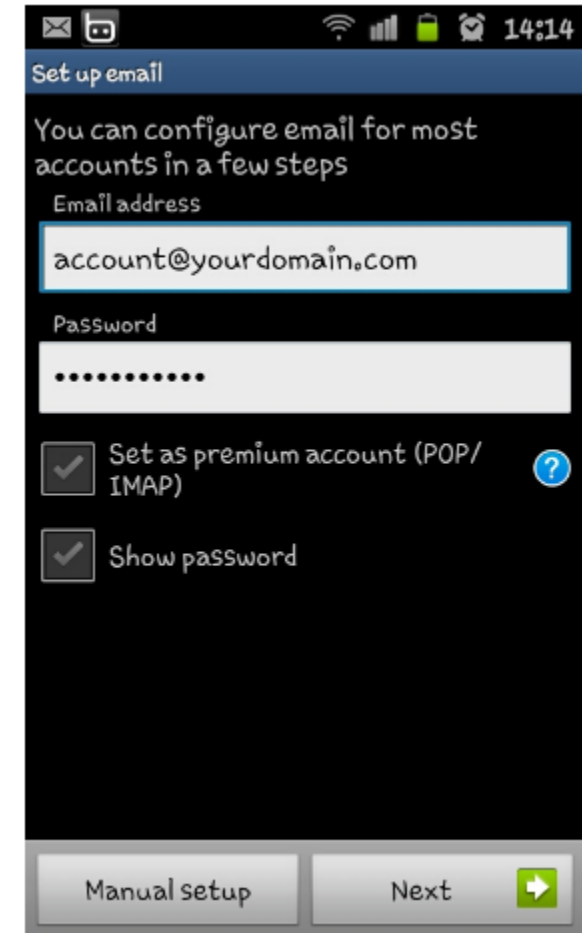 14:14
Set up email
You can configure email for most
accounts in a few steps
Email address
account@yourdomain.com
Password
•••••••••••
Set as premium account (POP/
IMAP)
?
Show password
Manual setup
Next